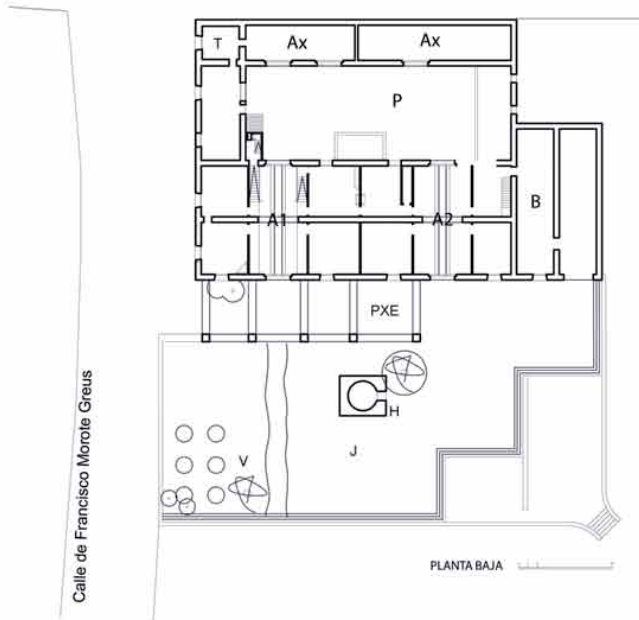 T
Ax
Ax
P
B
A1
A2
PXE
H
J
V
Calle de Francisco Morote Greus
PLANTA BAJA